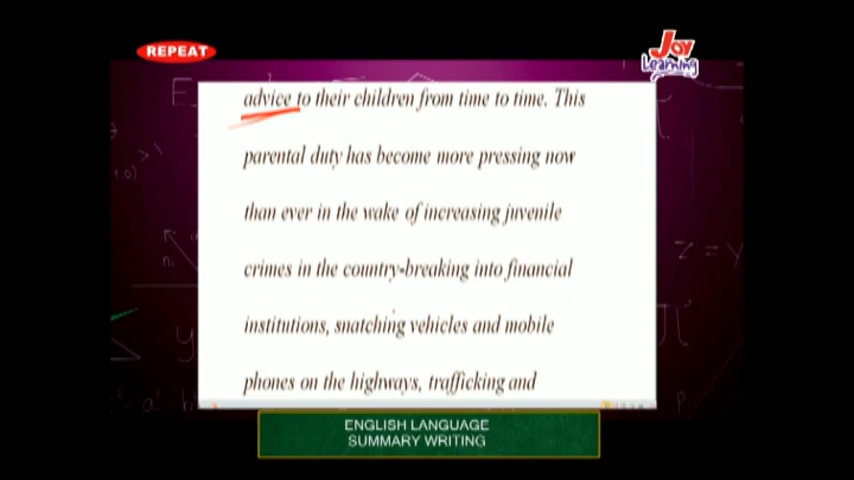 REPEAT
Joy
Learning
advice to their children from time to time. This
parental duty has become more pressing now
than ever in the wake of increasing juvenile
crimes in the country-breaking into financial
institutions, snatching vehicles and mobile
phones on the highways, trafficking and
ENGLISH LANGUAGE
SUMMARY WRITING